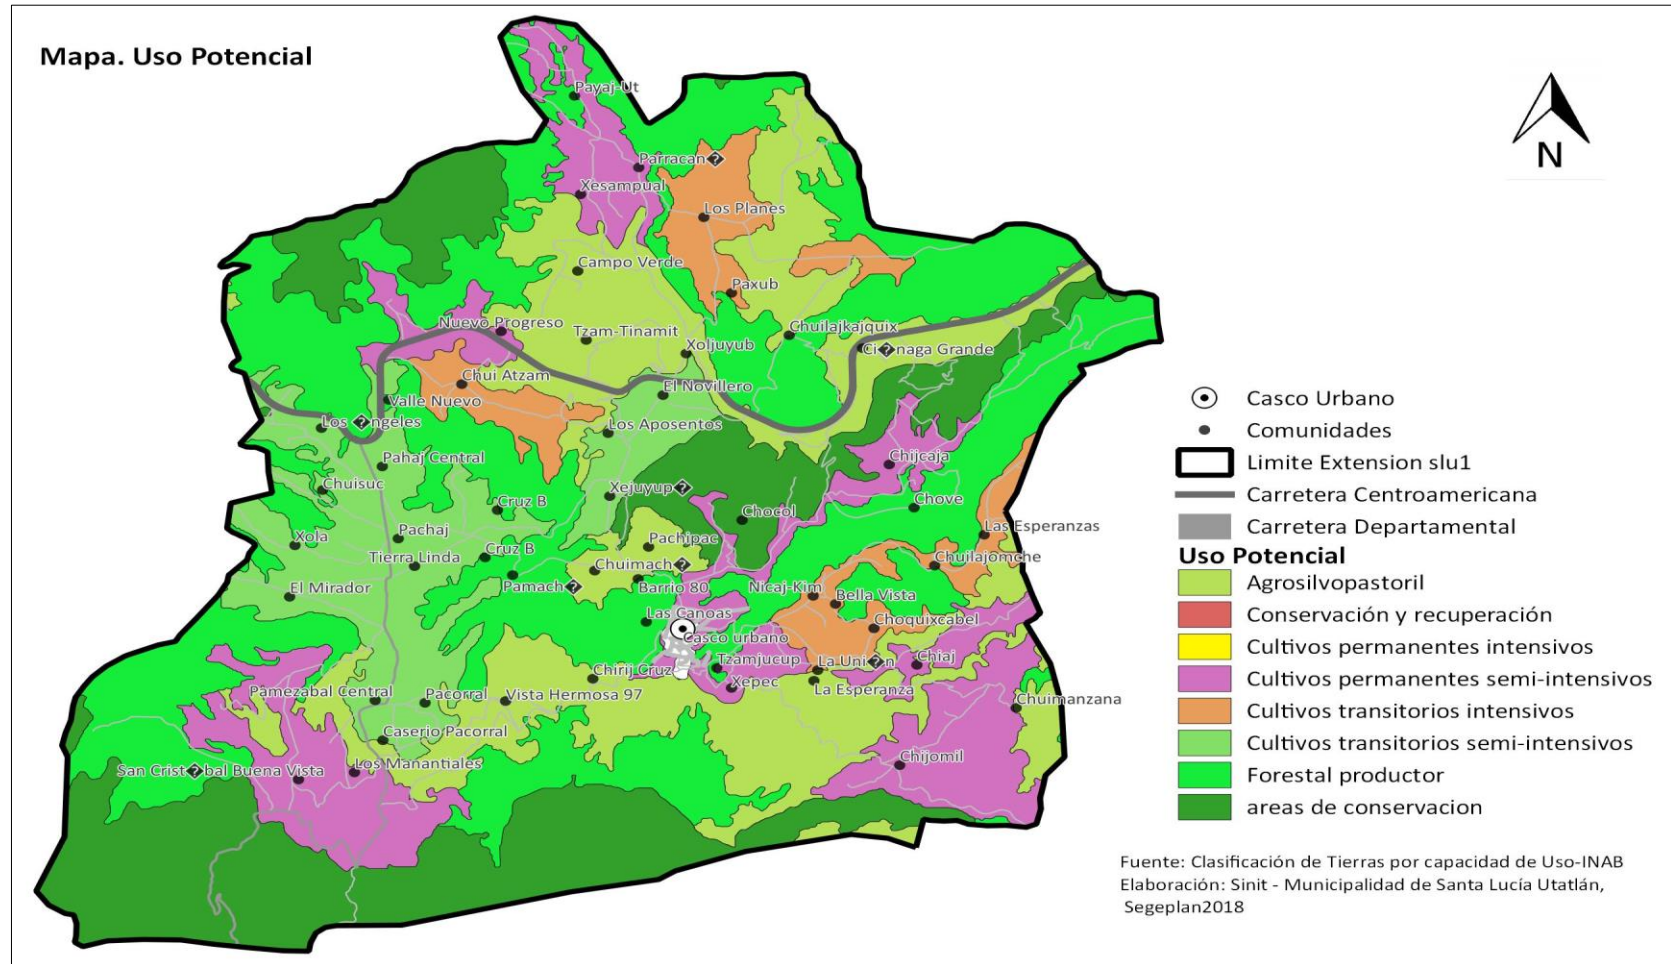 Mapa. Uso Potencial
N
Payaj-Ut
Parracan�
Xesampual
Los Planes
Campo Verde
Paxub
Nuevo Progreso
Tzam-Tinamit
Chuilajkajquix
Xoljuyub
Ci�naga Grande
Chui Atzam
El Novillero
Valle Nuevo
Los �ngeles
Los Aposentos
Pahaj Central
Chijcaja
Chuisuc
Xejuyup�
Cruz B
Chove
Chocol
Las Esperanzas
Xola
Pachaj
Pachipac
Tierra Linda
Cruz B
Chuilajomche
Chuimach�
El Mirador
Pamach�
Barrio 80
Nicaj-Kim
Bella Vista
Las Canoas
Choquixcabel
Casco urbano
Chirij Cruz
Tzamjucup
La Uni�n
Chiaj
Xepec
La Esperanza
Pamezabal Central
Pacorral
Vista Hermosa 97
Chuimanzana
Caserio Pacorral
Chijomil
San Crist�bal Buena Vista
Los Manantiales
Casco Urbano
Comunidades
Limite Extension slu1
Carretera Centroamericana
Carretera Departamental
Uso Potencial
Agrosilvopastoril
Conservación y recuperación
Cultivos permanentes intensivos
Cultivos permanentes semi-intensivos
Cultivos transitorios intensivos
Cultivos transitorios semi-intensivos
Forestal productor
areas de conservacion
Fuente: Clasificación de Tierras por capacidad de Uso-INAB
Elaboración: Sinit - Municipalidad de Santa Lucía Utatlán,
Segeplan2018